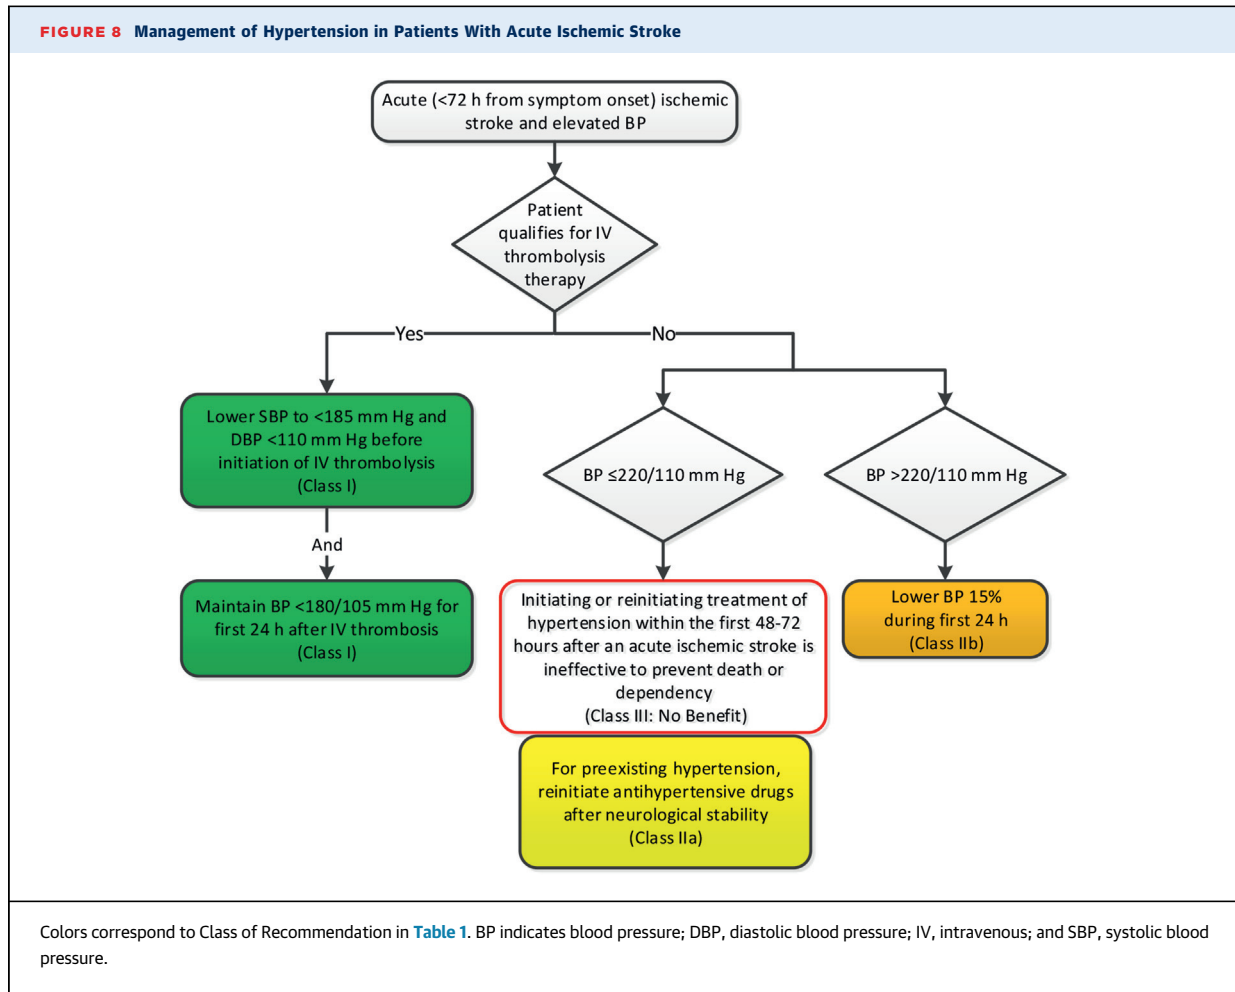 FIGURE 8 Management of Hypertension in Patients With Acute Ischemic Stroke
Acute (<72 h from symptom onset) ischemic
stroke and elevated BP
Patient
qualifies for IV
thrombolysis
therapy
Yes
No
Lower SBP to <185 mm Hg and
DBP <110 mm Hg before
initiation of IV thrombolysis
(Class I)
And
Maintain BP <180/105 mm Hg for
first 24 h after IV thrombosis
(Class I)
BP ≤220/110 mm Hg
Initiating or reinitiating treatment of
hypertension within the first 48-72
hours after an acute ischemic stroke is
ineffective to prevent death or
dependency
(Class III: No Benefit)
For preexisting hypertension,
reinitiate antihypertensive drugs
after neurological stability
(Class IIa)
BP >220/110 mm Hg
Lower BP 15%
during first 24 h
(Class IIb)
Colors correspond to Class of Recommendation in Table 1. BP indicates blood pressure; DBP, diastolic blood pressure; IV, intravenous; and SBP, systolic blood
pressure.